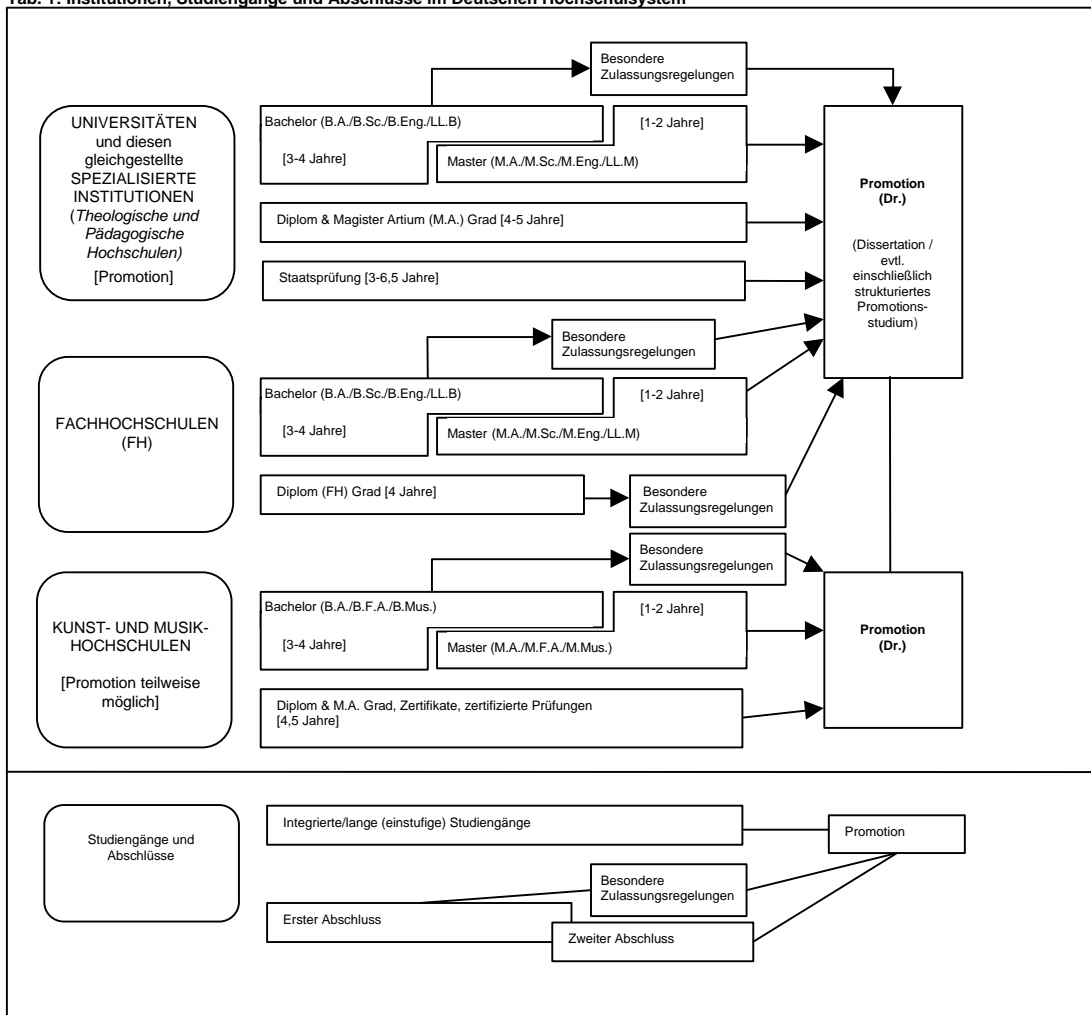 Tab. 1: Institutionen, Studiengänge und Abschlüsse im Deutschen Hochschulsystem
Besondere
Zulassungsregelungen
UNIVERSITÄTEN
und diesen
gleichgestellte
SPEZIALISIERTE
INSTITUTIONEN
(Theologische und
Pädagogische
Hochschulen)
[Promotion]
Bachelor (B.A./B.Sc./B.Eng./LL.B)
[3-4 Jahre]
[1-2 Jahre]
Master (M.A./M.Sc./M.Eng./LL.M)
Diplom & Magister Artium (M.A.) Grad [4-5 Jahre]
Staatsprüfung [3-6,5 Jahre]
Promotion
(Dr.)
(Dissertation /
evtl.
einschließlich
strukturiertes
Promotions-
studium)
FACHHOCHSCHULEN
(FH)
Besondere
Zulassungsregelungen
Bachelor (B.A./B.Sc./B.Eng./LL.B)
[3-4 Jahre]
[1-2 Jahre]
Master (M.A./M.Sc./M.Eng./LL.M)
Diplom (FH) Grad [4 Jahre]
Besondere
Zulassungsregelungen
KUNST- UND MUSIK-
HOCHSCHULEN
[Promotion teilweise
möglich]
Besondere
Zulassungsregelungen
Bachelor (B.A./B.F.A./B.Mus.)
[3-4 Jahre]
[1-2 Jahre]
Master (M.A./M.F.A./M.Mus.)
Diplom & M.A. Grad, Zertifikate, zertifizierte Prüfungen
[4,5 Jahre]
Promotion
(Dr.)
Studiengänge und
Abschlüsse
Integrierte/lange (einstufige) Studiengänge
Promotion
Besondere
Zulassungsregelungen
Erster Abschluss
Zweiter Abschluss